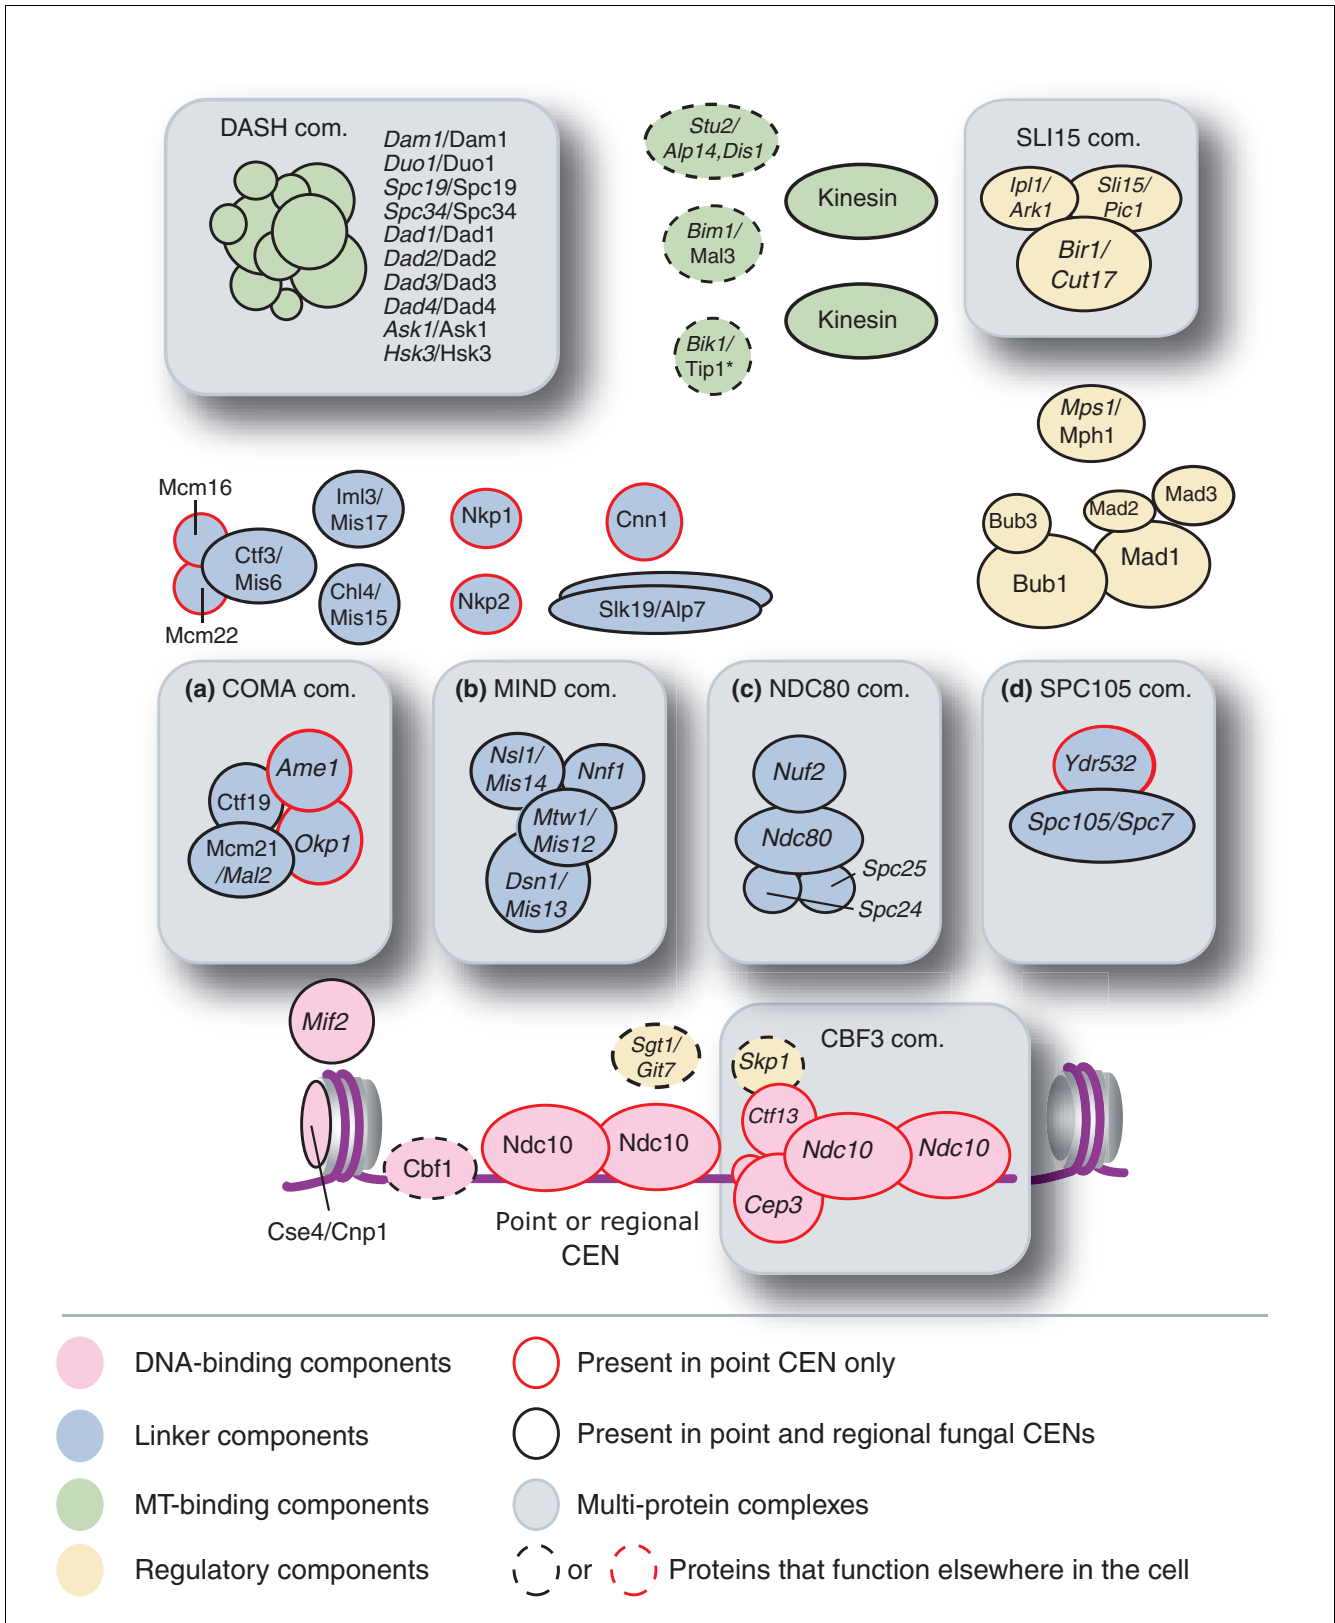 DASH com.
Dam1/Dam1
Duo1/Duo1
Spc19/Spc19
Spc34/Spc34
Dad1/Dad1
Dad2/Dad2
Dad3/Dad3
Dad4/Dad4
Ask1/Ask1
Hsk3/Hsk3
Stu2/
Alp14,Dis1
Bim1/
Mal3
Bik1/
Tip1*
Kinesin
Kinesin
SLI15 com.
Ipl1/
Ark1
Sli15/
Pic1
Bir1/
Cut17
Mps1/
Mph1
Mcm16
Ctf3/
Mis6
Mcm22
Iml3/
Mis17
Chl4/
Mis15
Nkp1
Nkp2
Cnn1
Slk19/Alp7
Bub3
Bub1
Mad2
Mad3
Mad1
(a) COMA com.
Ame1
Ctf19
Okp1
Mcm21
/Mal2
(b) MIND com.
Nsl1/
Mis14
Nnf1
Mtw1/
Mis12
Dsn1/
Mis13
(c) NDC80 com.
Nuf2
Ndc80
Spc25
Spc24
(d) SPC105 com.
Ydr532
Spc105/Spc7
Mif2
Cse4/Cnp1
Cbf1
Ndc10
Ndc10
Sgt1/
Git7
Point or regional
CEN
CBF3 com.
Skp1
Ctf13
Ndc10
Ndc10
Cep3
DNA-binding components
Linker components
MT-binding components
Regulatory components
Present in point CEN only
Present in point and regional fungal CENs
Multi-protein complexes
or Proteins that function elsewhere in the cell